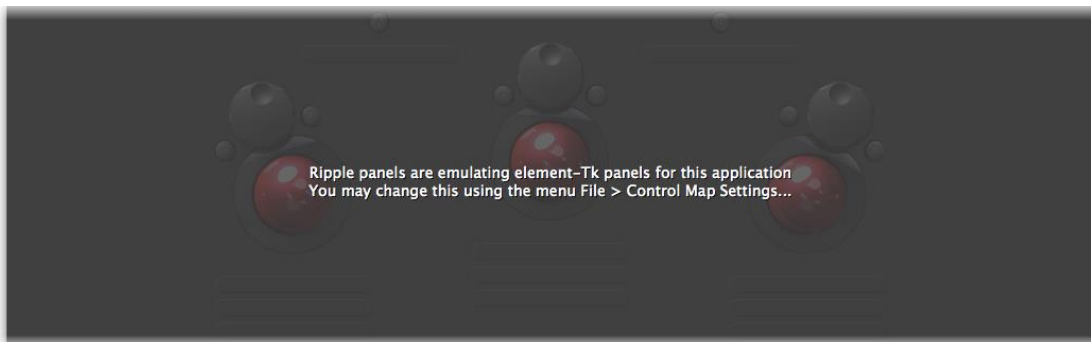 Ripple panels are emulating element-Tk panels for this application
You may change this using the menu File > Control Map Settings...